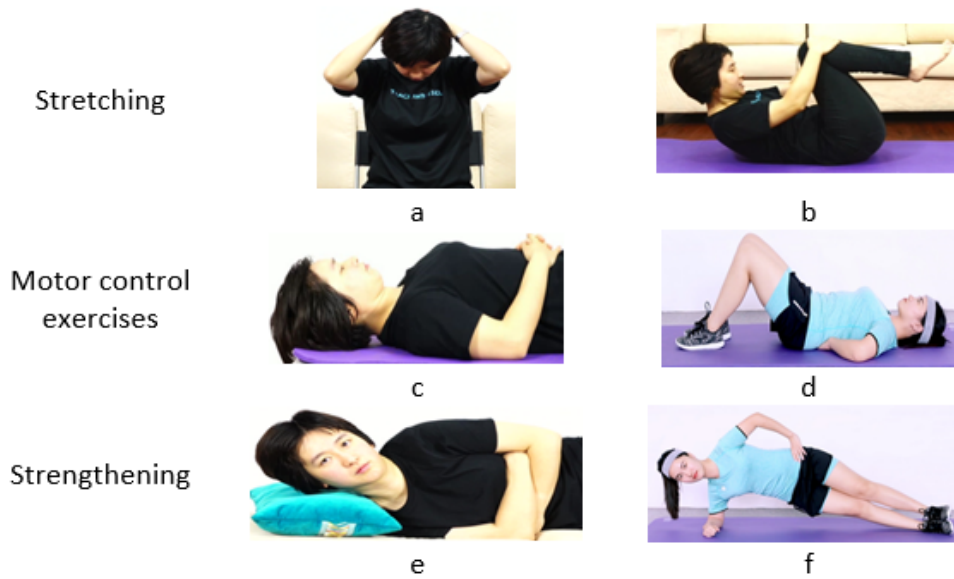 Stretching
a
b
Motor control
exercises
c
d
Strengthening
e
f